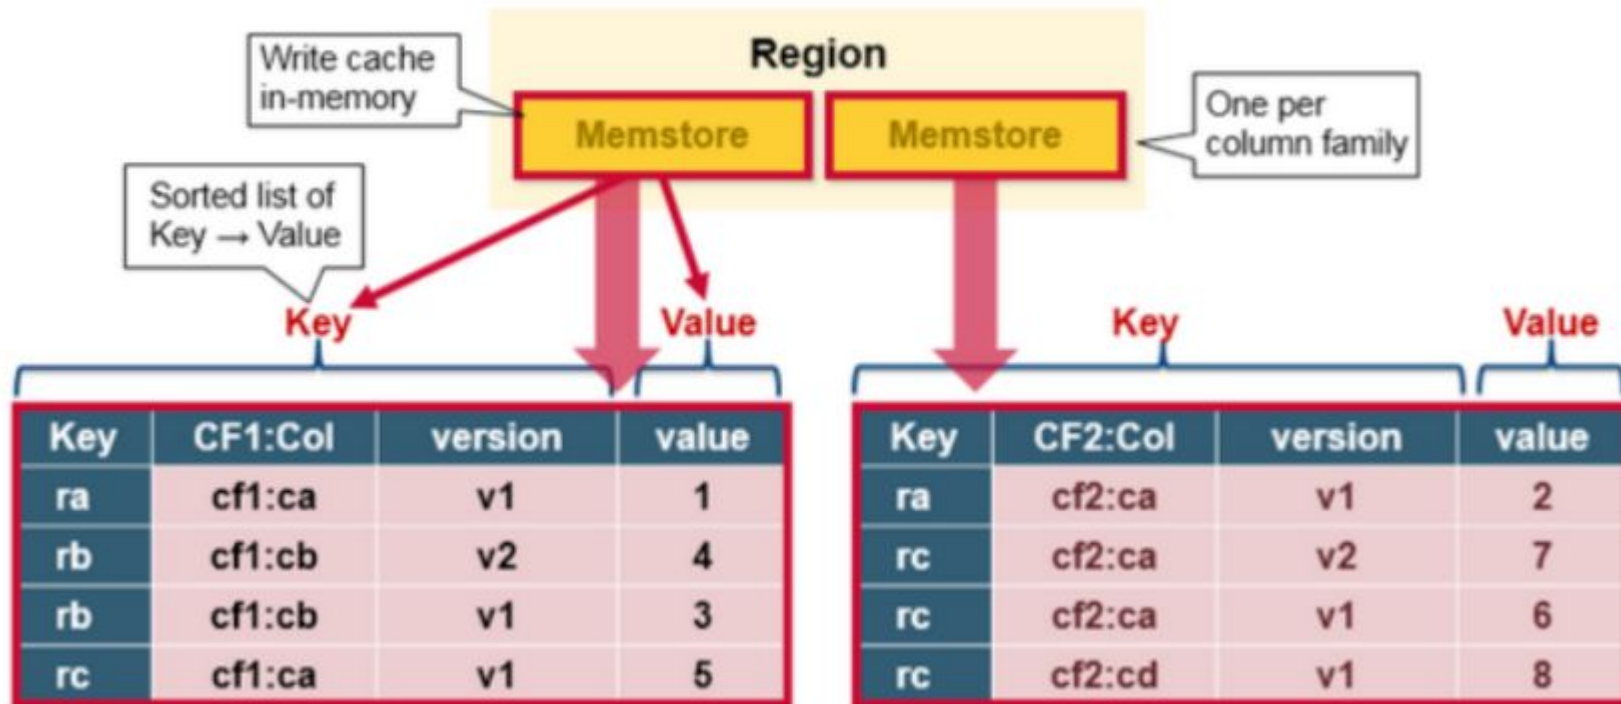 Region
Write cache
in-memory
Memstore
Memstore
One per
column family
Sorted list of
Key → Value
Key
Value
Key
Value
Key CF1:Col version value
ra cf1:ca v1 1
rb cf1:cb v2 4
rb cf1:cb v1 3
rc cf1:ca v1 5
Key CF2:Col version value
ra cf2:ca v1 2
rc cf2:ca v2 7
rc cf2:ca v1 6
rc cf2:cd v1 8